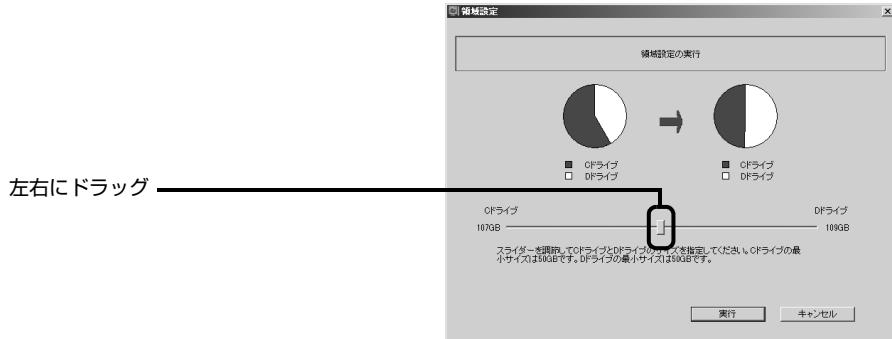 領域設定
領域設定の実行
Cドライブ
Dドライブ
Cドライブ
Dドライブ
左右にドラッグ
Cドライブ
Dドライブ
107GB
109GB
スライダーを調節してCドライブとDドライブのサイズを指定してください。Cドライブの最
小サイズは50GBです。Dドライブの最小サイズは50GBです。
実行
キャンセル